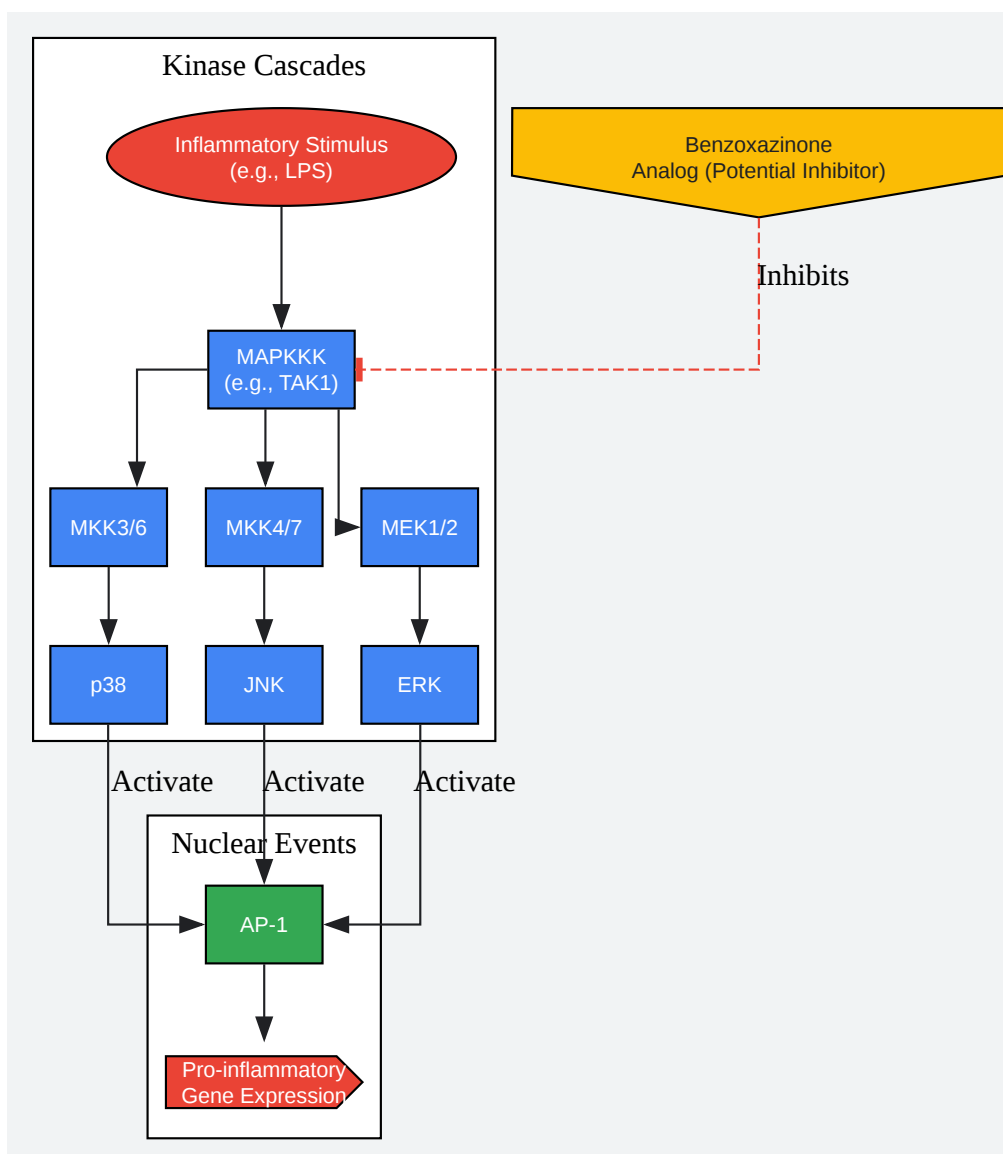 Kinase Cascades
Inflammatory Stimulus
(e.g., LPS)
Benzoxazinone
Analog (Potential Inhibitor)
Inhibits
MAPKKK
(e.g., TAK1)
MKK3/6
MKK4/7
MEK1/2
p38
JNK
ERK
Activate
Activate
Activate
Nuclear Events
AP-1
Pro-inflammatory
Gene Expression